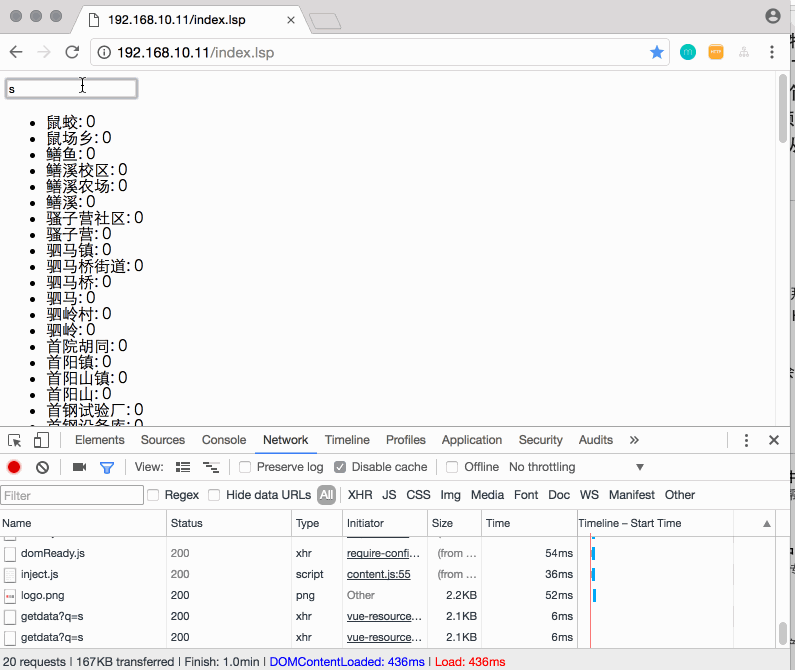 192.168.10.11/index.lsp
192.168.10.11/index.lsp
s
鼠蛟: 0
鼠场乡: 0
鳝鱼: 0
鳝溪校区: 0
鳝溪农场: 0
鳝溪: 0
骚子营社区: 0
骚子营: 0
驷马镇: 0
驷马桥街道: 0
驷马桥: 0
驷马: 0
驷岭村: 0
驷岭: 0
首院胡同: 0
首阳镇: 0
首阳山镇: 0
首阳山: 0
首钢试验厂: 0
首钢设备库: 0
Elements Sources Console Network Timeline Profiles Application Security Audits »
View: Preserve log Disable cache Offline No throttling
Filter Regex Hide data URLs All XHR JS CSS Img Media Font Doc WS Manifest Other
Name Status Type Initiator Size Time Timeline – Start Time
domReady.js 200 xhr require-confi… (from … 54ms
inject.js 200 script content.js:55 (from … 36ms
logo.png 200 png Other 2.2KB 52ms
getdata?q=s 200 xhr vue-resource… 2.1KB 6ms
getdata?q=s 200 xhr vue-resource… 2.1KB 6ms
20 requests | 167KB transferred | Finish: 1.0min | DOMContentLoaded: 436ms | Load: 436ms